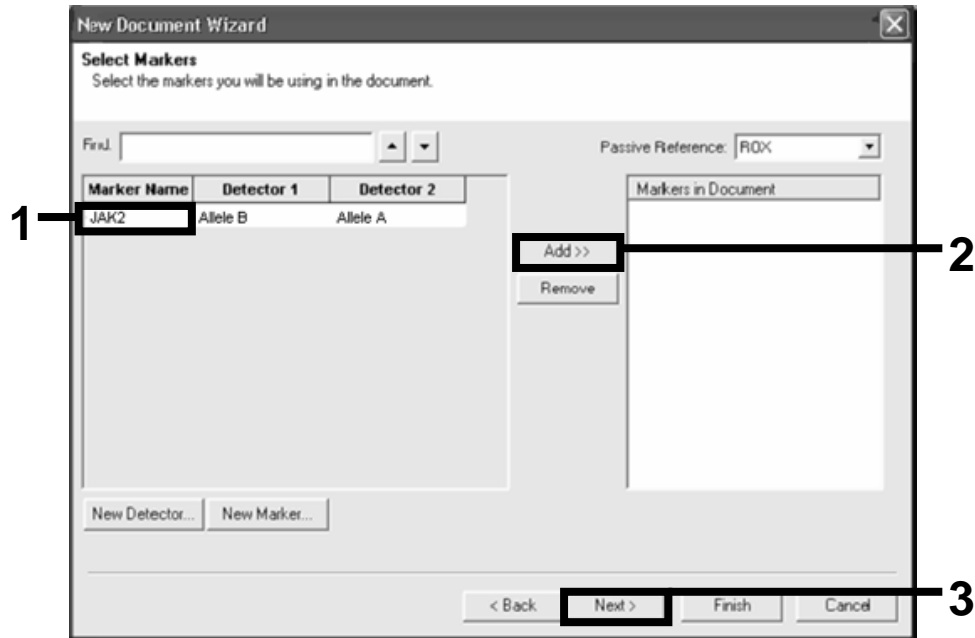 New Document Wizard
Select Markers
Select the markers you will be using in the document.
Find:
Passive Reference: ROX
Marker Name Detector 1 Detector 2
JAK2 Allele B Allele A
1
Markers in Document
Add >>
2
Remove
New Detector... New Marker...
< Back Next > Finish Cancel
3